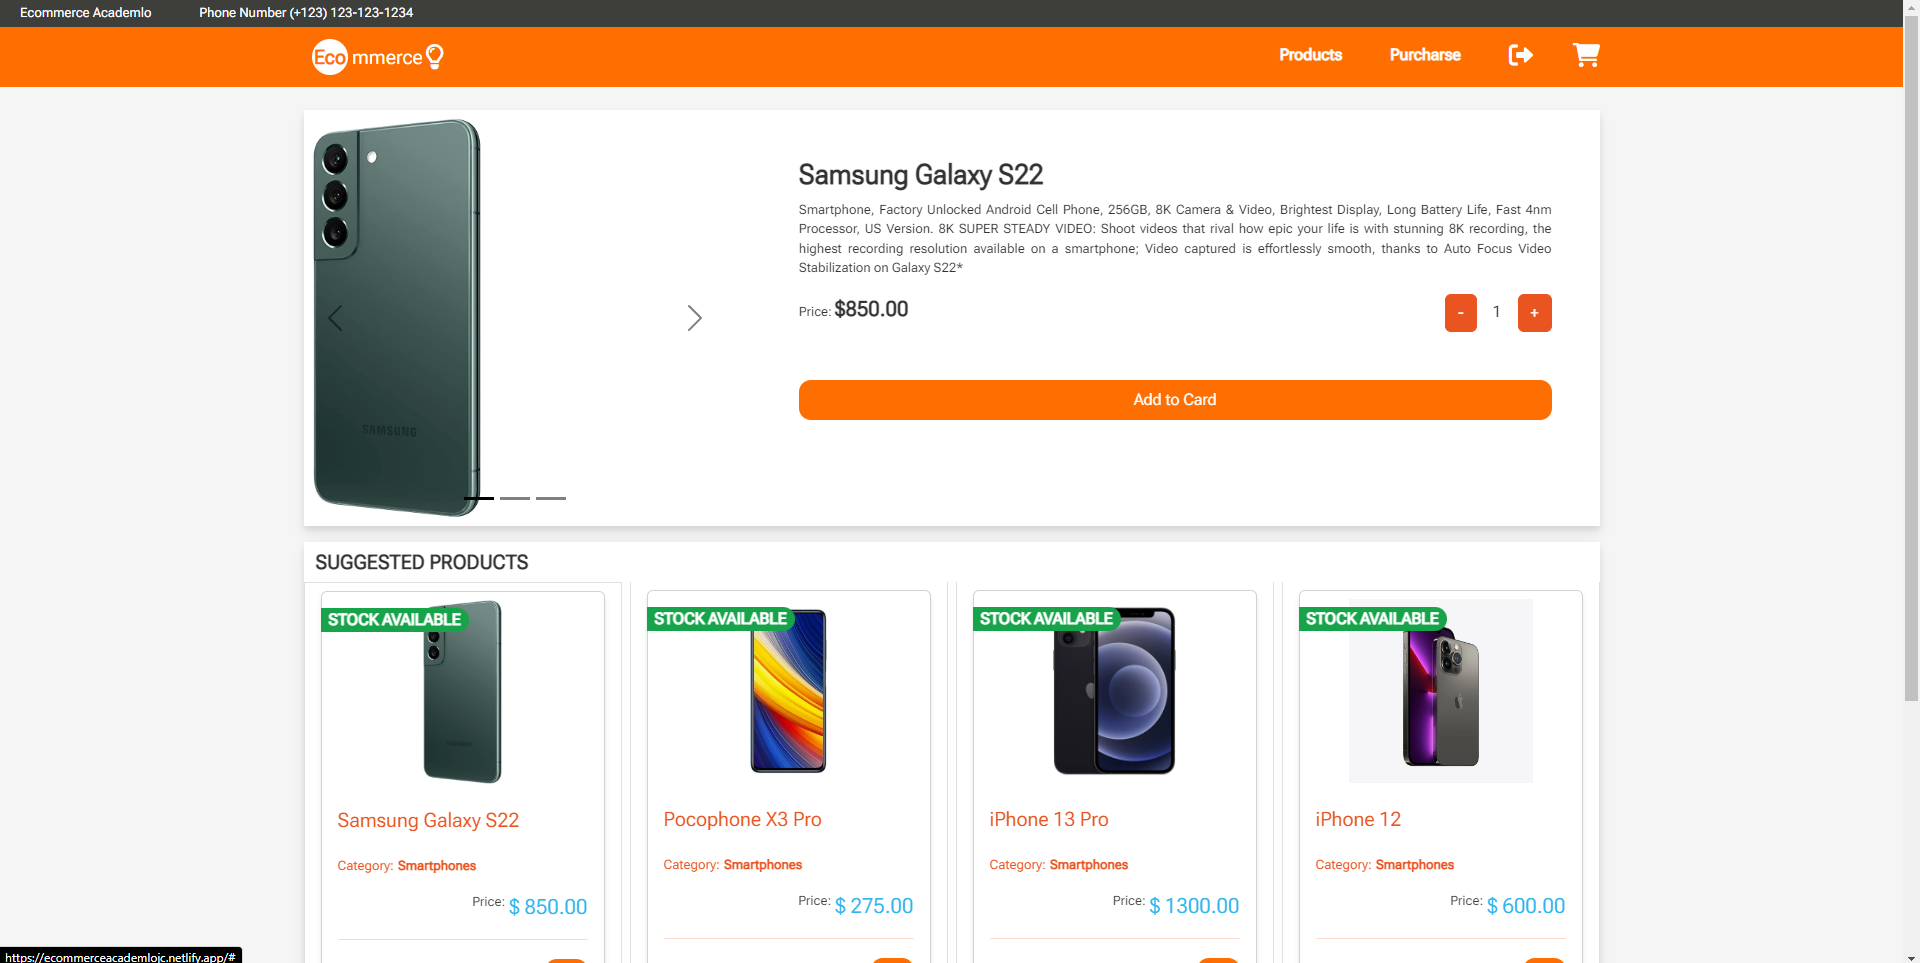 Ecommerce Academlo Phone Number (+123) 123-123-1234
Ecommerce Products Purcharse
Samsung Galaxy S22
Smartphone, Factory Unlocked Android Cell Phone, 256GB, 8K Camera & Video, Brightest Display, Long Battery Life, Fast 4nm
Processor, US Version. 8K SUPER STEADY VIDEO: Shoot videos that rival how epic your life is with stunning 8K recording, the
highest recording resolution available on a smartphone; Video captured is effortlessly smooth, thanks to Auto Focus Video
Stabilization on Galaxy S22*
Price: $850.00 - 1 +
Add to Card
SAMSUNG
SUGGESTED PRODUCTS
STOCK AVAILABLE STOCK AVAILABLE STOCK AVAILABLE STOCK AVAILABLE
SAMSUNG
Samsung Galaxy S22 Pocophone X3 Pro iPhone 13 Pro iPhone 12
Category: Smartphones Category: Smartphones Category: Smartphones Category: Smartphones
Price: $ 850.00 Price: $ 275.00 Price: $ 1300.00 Price: $ 600.00
https://ecommerceacademlojc.netlify.app/#